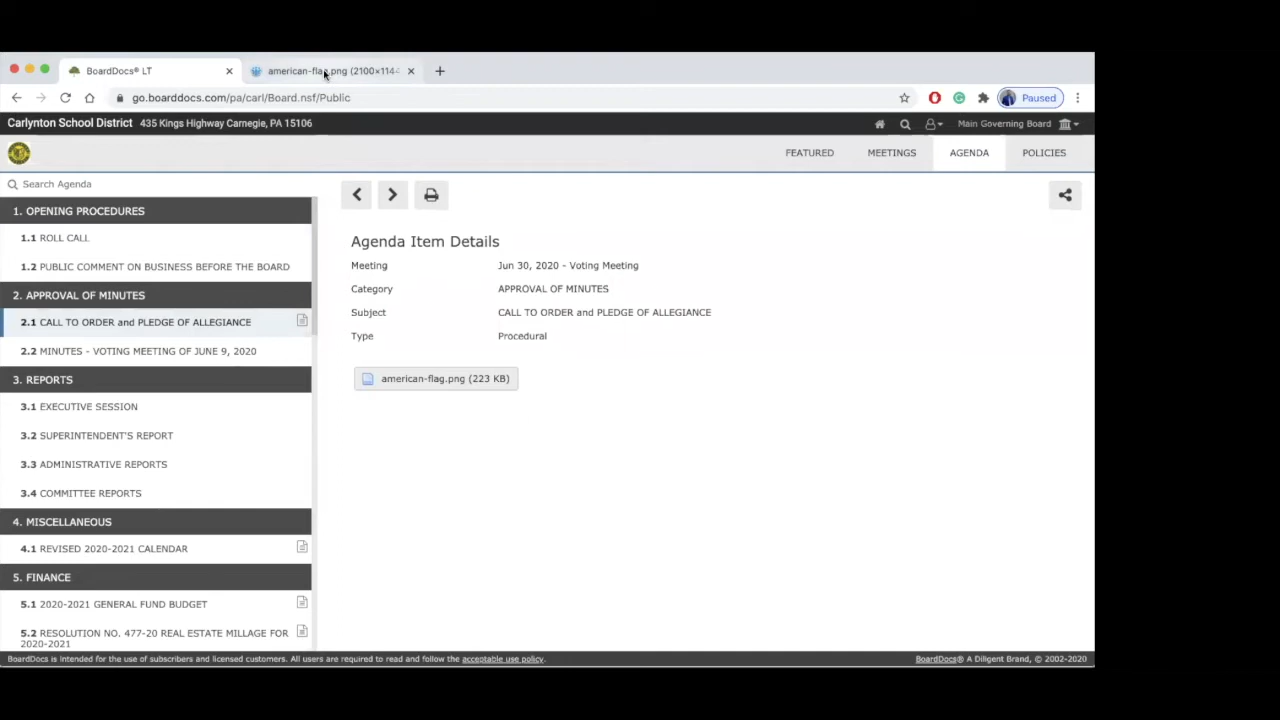 BoardDocs® LT
american-flag.png (2100×114
go.boarddocs.com/pa/carl/Board.nsf/Public
Paused
Carlynton School District 435 Kings Highway Carnegie, PA 15106
Main Governing Board
FEATURED MEETINGS AGENDA POLICIES
Search Agenda
1. OPENING PROCEDURES
1.1 ROLL CALL
1.2 PUBLIC COMMENT ON BUSINESS BEFORE THE BOARD
2. APPROVAL OF MINUTES
2.1 CALL TO ORDER and PLEDGE OF ALLEGIANCE
2.2 MINUTES - VOTING MEETING OF JUNE 9, 2020
3. REPORTS
3.1 EXECUTIVE SESSION
3.2 SUPERINTENDENT'S REPORT
3.3 ADMINISTRATIVE REPORTS
3.4 COMMITTEE REPORTS
4. MISCELLANEOUS
4.1 REVISED 2020-2021 CALENDAR
5. FINANCE
5.1 2020-2021 GENERAL FUND BUDGET
5.2 RESOLUTION NO. 477-20 REAL ESTATE MILLAGE FOR
2020-2021
Agenda Item Details
Meeting Jun 30, 2020 - Voting Meeting
Category APPROVAL OF MINUTES
Subject CALL TO ORDER and PLEDGE OF ALLEGIANCE
Type Procedural
american-flag.png (223 KB)
BoardDocs is intended for the use of subscribers and licensed customers. All users are required to read and follow the acceptable use policy.
BoardDocs® A Diligent Brand, © 2002-2020